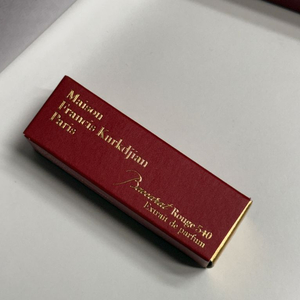 Maison
Francis Kurkdjian
Paris
Baccarat Rouge 540
Extrait de parfum